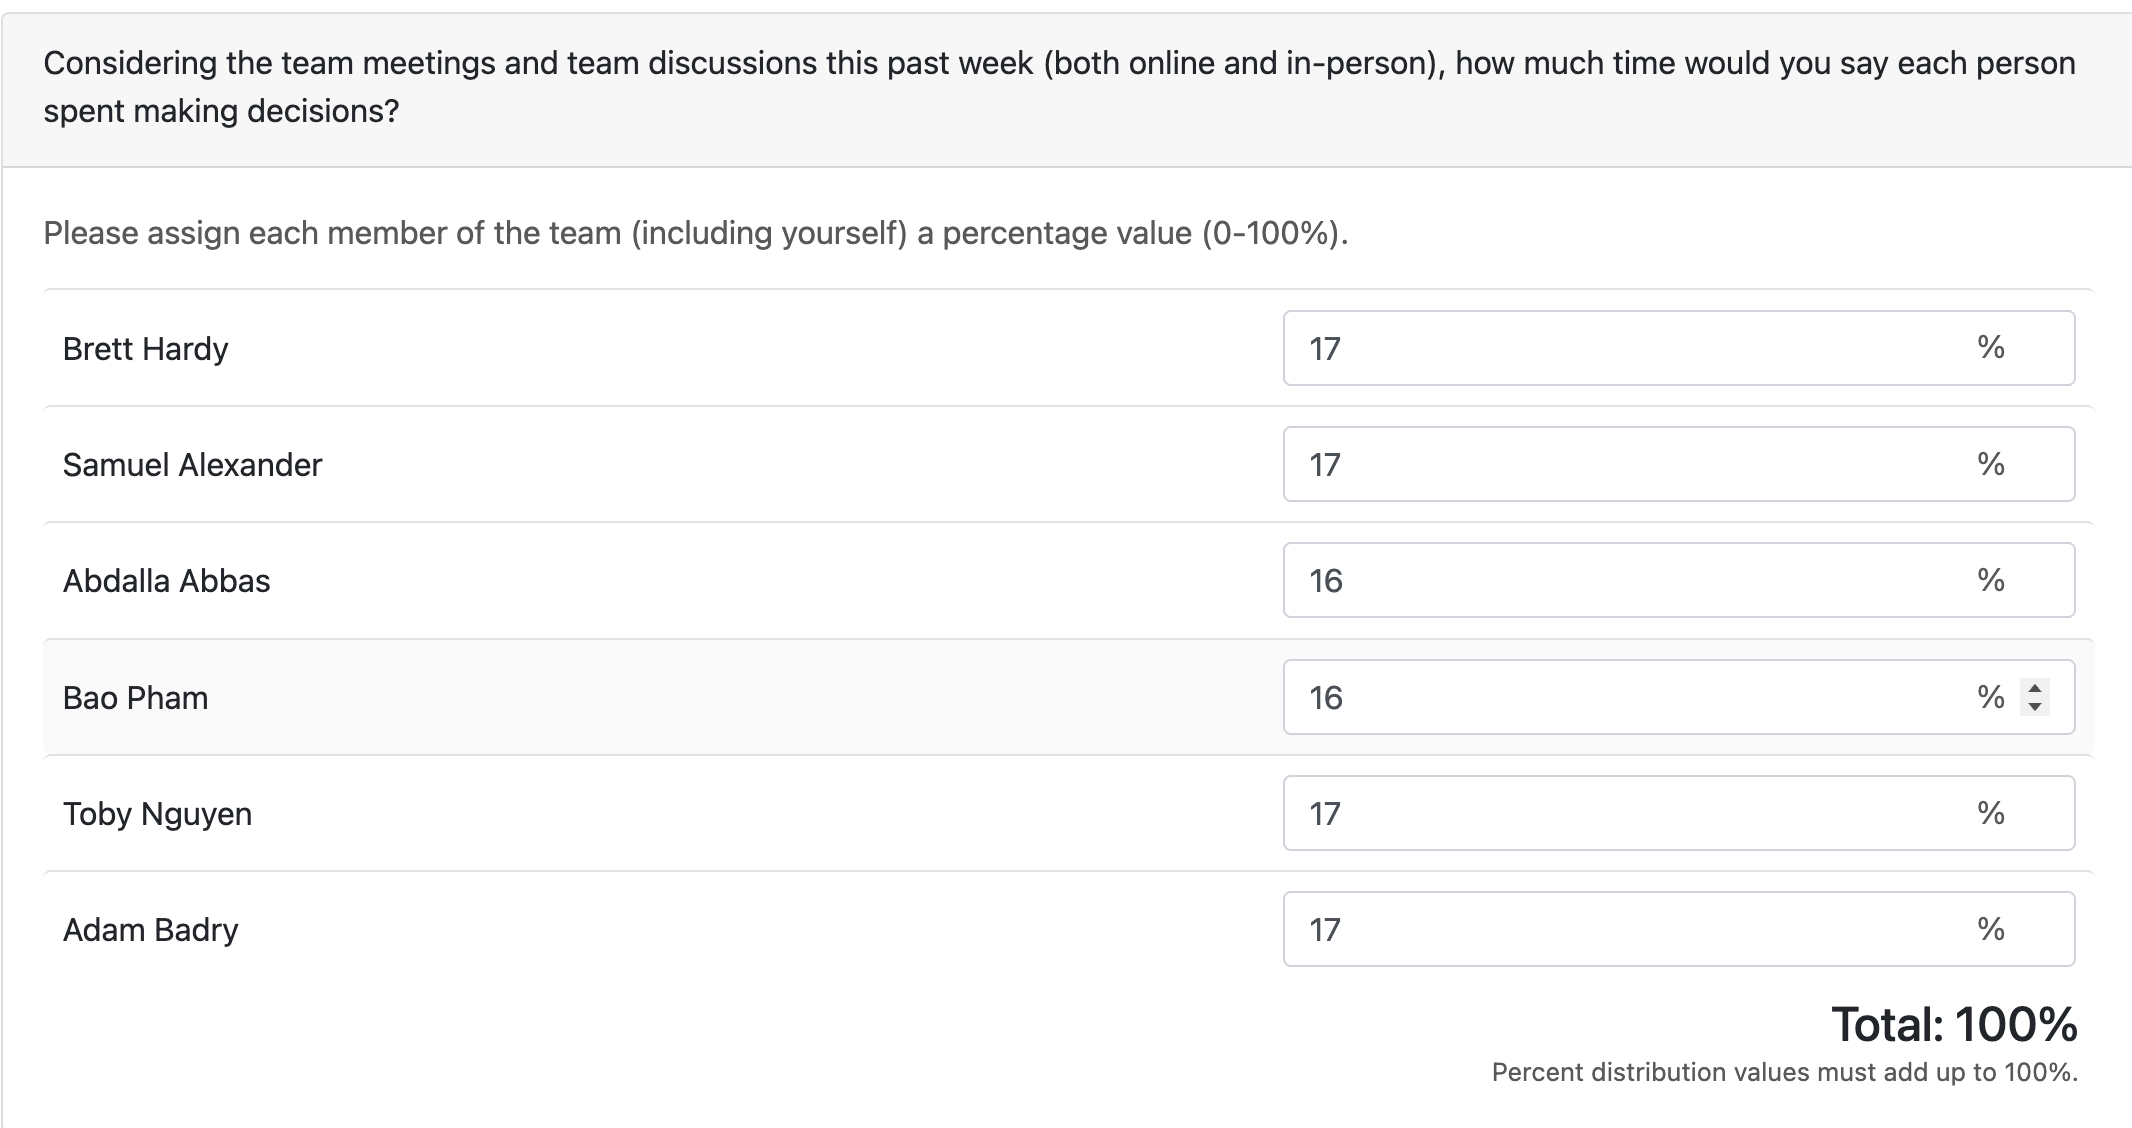 Considering the team meetings and team discussions this past week (both online and in-person), how much time would you say each person
spent making decisions?
Please assign each member of the team (including yourself) a percentage value (0-100%).
Brett Hardy 17 %
Samuel Alexander 17 %
Abdalla Abbas 16 %
Bao Pham 16 %
Toby Nguyen 17 %
Adam Badry 17 %
Total: 100%
Percent distribution values must add up to 100%.